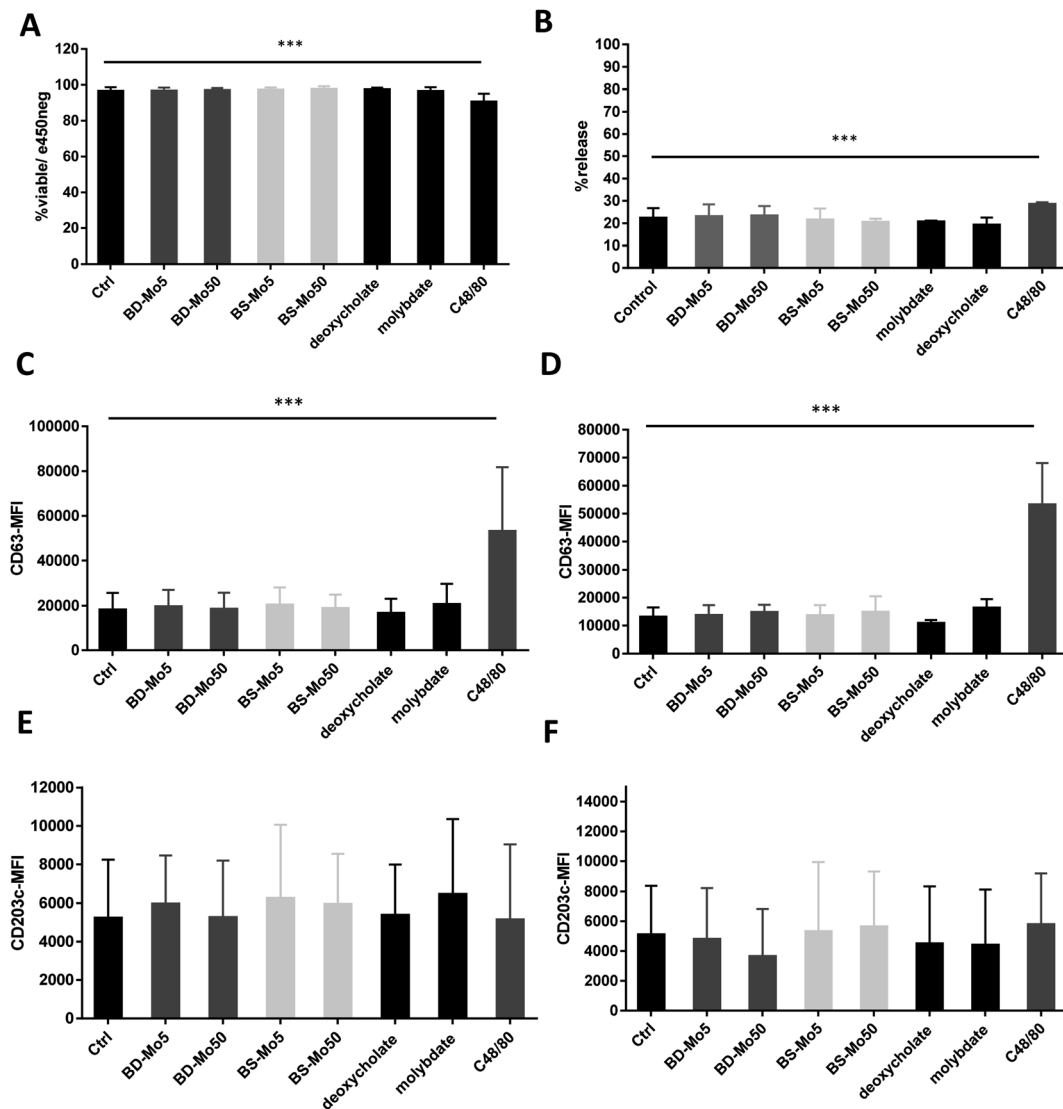 A
***
120
100
80
60
40
20
0
%viable/ e450neg
Ctrl
BD-Mo5
BD-Mo50
BS-Mo5
BS-Mo50
deoxycholate
molybdate
C48/80
B
***
100
90
80
70
60
50
40
30
20
10
0
%release
Control
BD-Mo5
BD-Mo50
BS-Mo5
BS-Mo50
molybdate
deoxycholate
C48/80
C
***
100000
80000
60000
40000
20000
0
CD63-MFI
Ctrl
BD-Mo5
BD-Mo50
BS-Mo5
BS-Mo50
deoxycholate
molybdate
C48/80
D
***
80000
70000
60000
50000
40000
30000
20000
10000
0
CD63-MFI
Ctrl
BD-Mo5
BD-Mo50
BS-Mo5
BS-Mo50
deoxycholate
molybdate
C48/80
E
12000
10000
8000
6000
4000
2000
0
CD203c-MFI
Ctrl
BD-Mo5
BD-Mo50
BS-Mo5
BS-Mo50
deoxycholate
molybdate
C48/80
F
14000
12000
10000
8000
6000
4000
2000
0
CD203c-MFI
Ctrl
BD-Mo5
BD-Mo50
BS-Mo5
BS-Mo50
deoxycholate
molybdate
C48/80